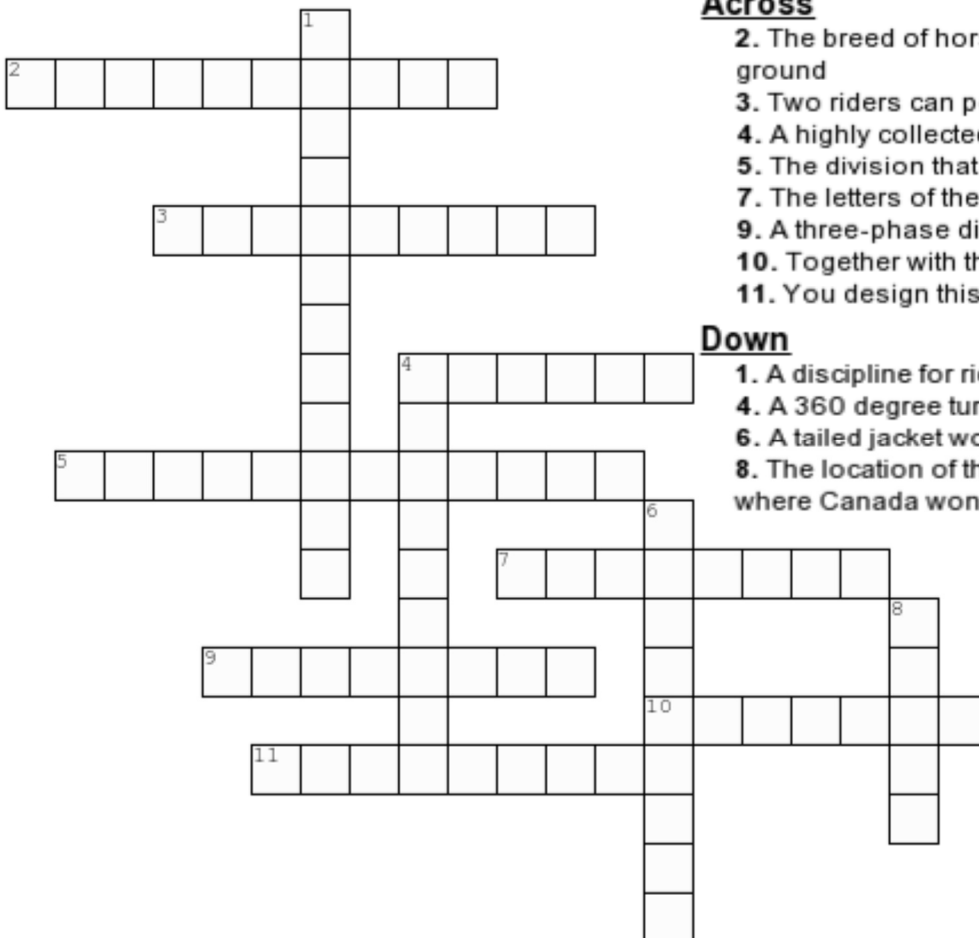 1
2
3
4
5
6
7
8
9
10
11
Across
2. The breed of hor
ground
3. Two riders can p
4. A highly collecte
5. The division that
7. The letters of the
9. A three-phase di
10. Together with th
11. You design this
Down
1. A discipline for ri
4. A 360 degree tur
6. A tailed jacket wo
8. The location of th
where Canada won